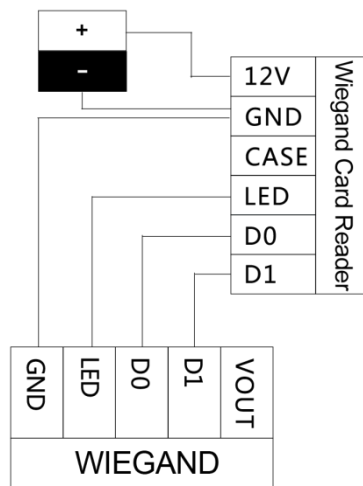 +
-
12V
GND
CASE
LED
D0
D1
Wiegand Card Reader
GND
LED
D0
D1
VOUT
WIEGAND